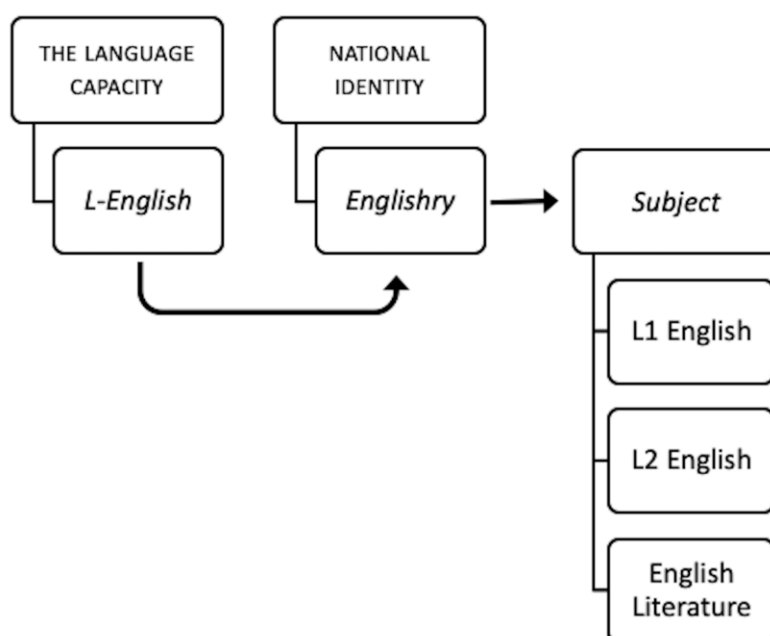 THE LANGUAGE
CAPACITY
NATIONAL
IDENTITY
L-English
Englishry
Subject
L1 English
L2 English
English
Literature